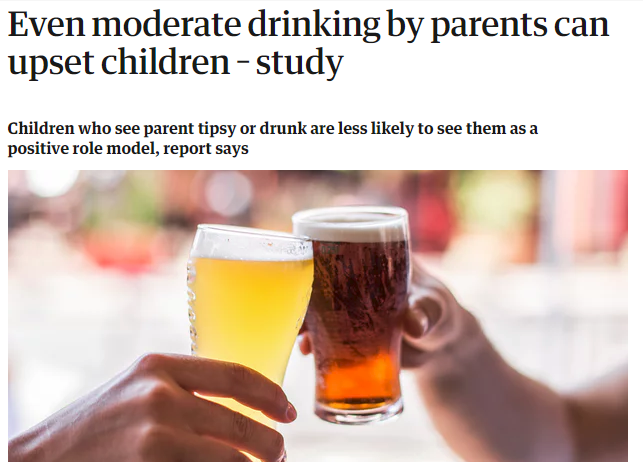 Even moderate drinking by parents can
upset children – study
Children who see parent tipsy or drunk are less likely to see them as a
positive role model, report says